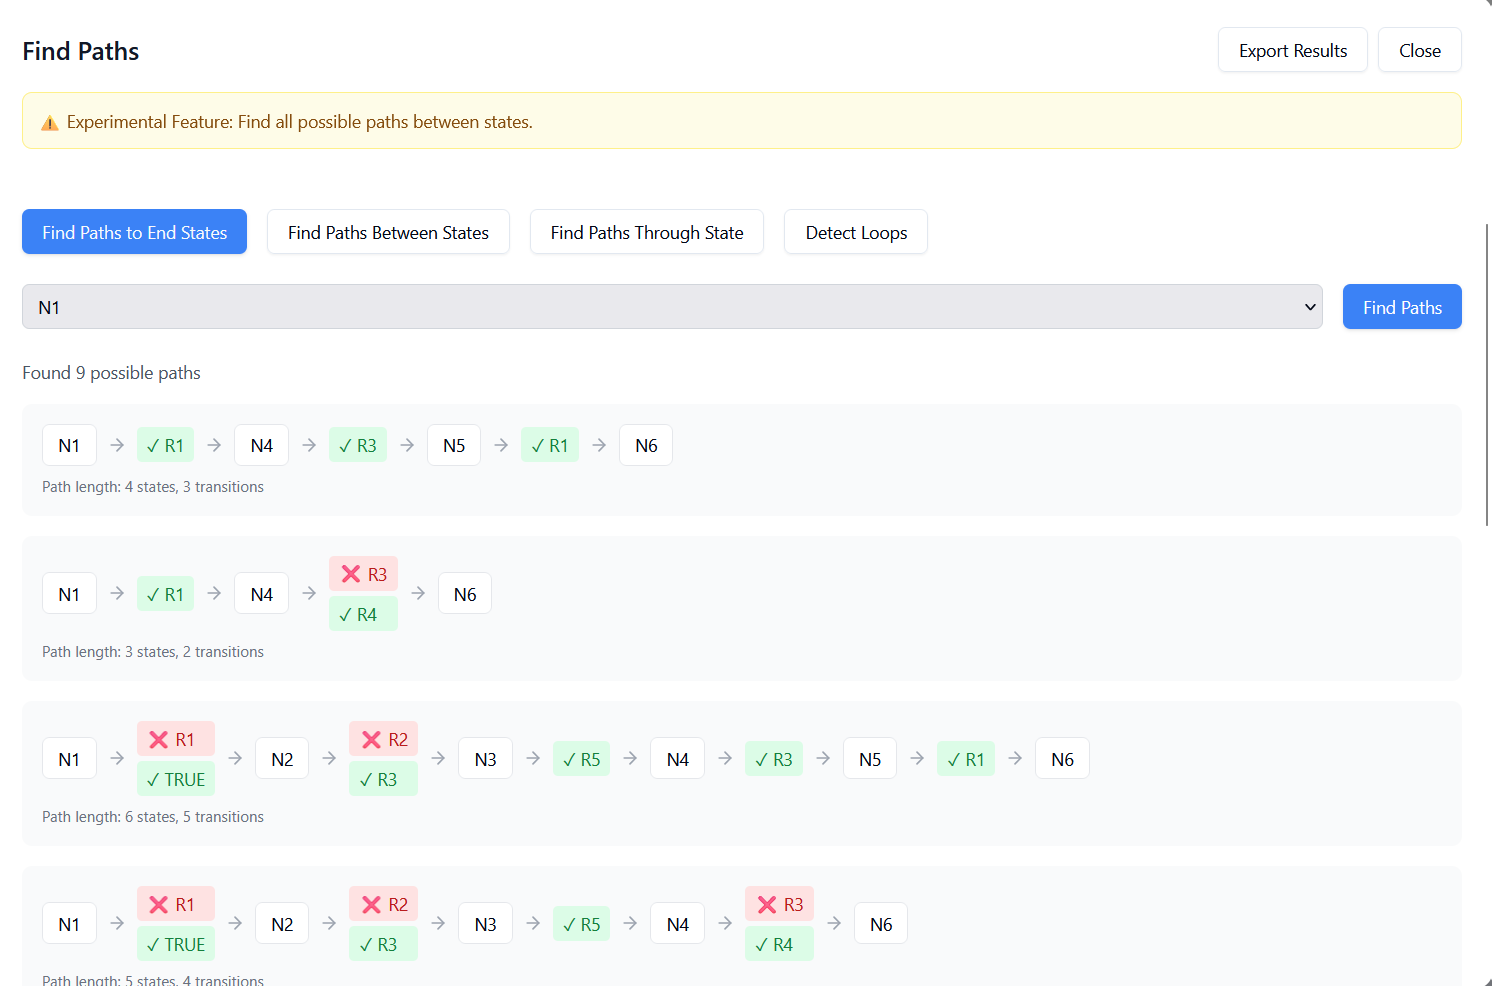 Find Paths
Export Results
Close
⚠ Experimental Feature: Find all possible paths between states.
Find Paths to End States
Find Paths Between States
Find Paths Through State
Detect Loops
N1
Find Paths
Found 9 possible paths
N1 → ✓ R1 → N4 → ✓ R3 → N5 → ✓ R1 → N6
Path length: 4 states, 3 transitions
❌ R3
N1 → ✓ R1 → N4 → → N6
✓ R4
Path length: 3 states, 2 transitions
❌ R1 ❌ R2
N1 → → N2 → → N3 → ✓ R5 → N4 → ✓ R3 → N5 → ✓ R1 → N6
✓ TRUE ✓ R3
Path length: 6 states, 5 transitions
❌ R1 ❌ R2 ❌ R3
N1 → → N2 → → N3 → ✓ R5 → N4 → → N6
✓ TRUE ✓ R3 ✓ R4
Path length: 5 states, 4 transitions